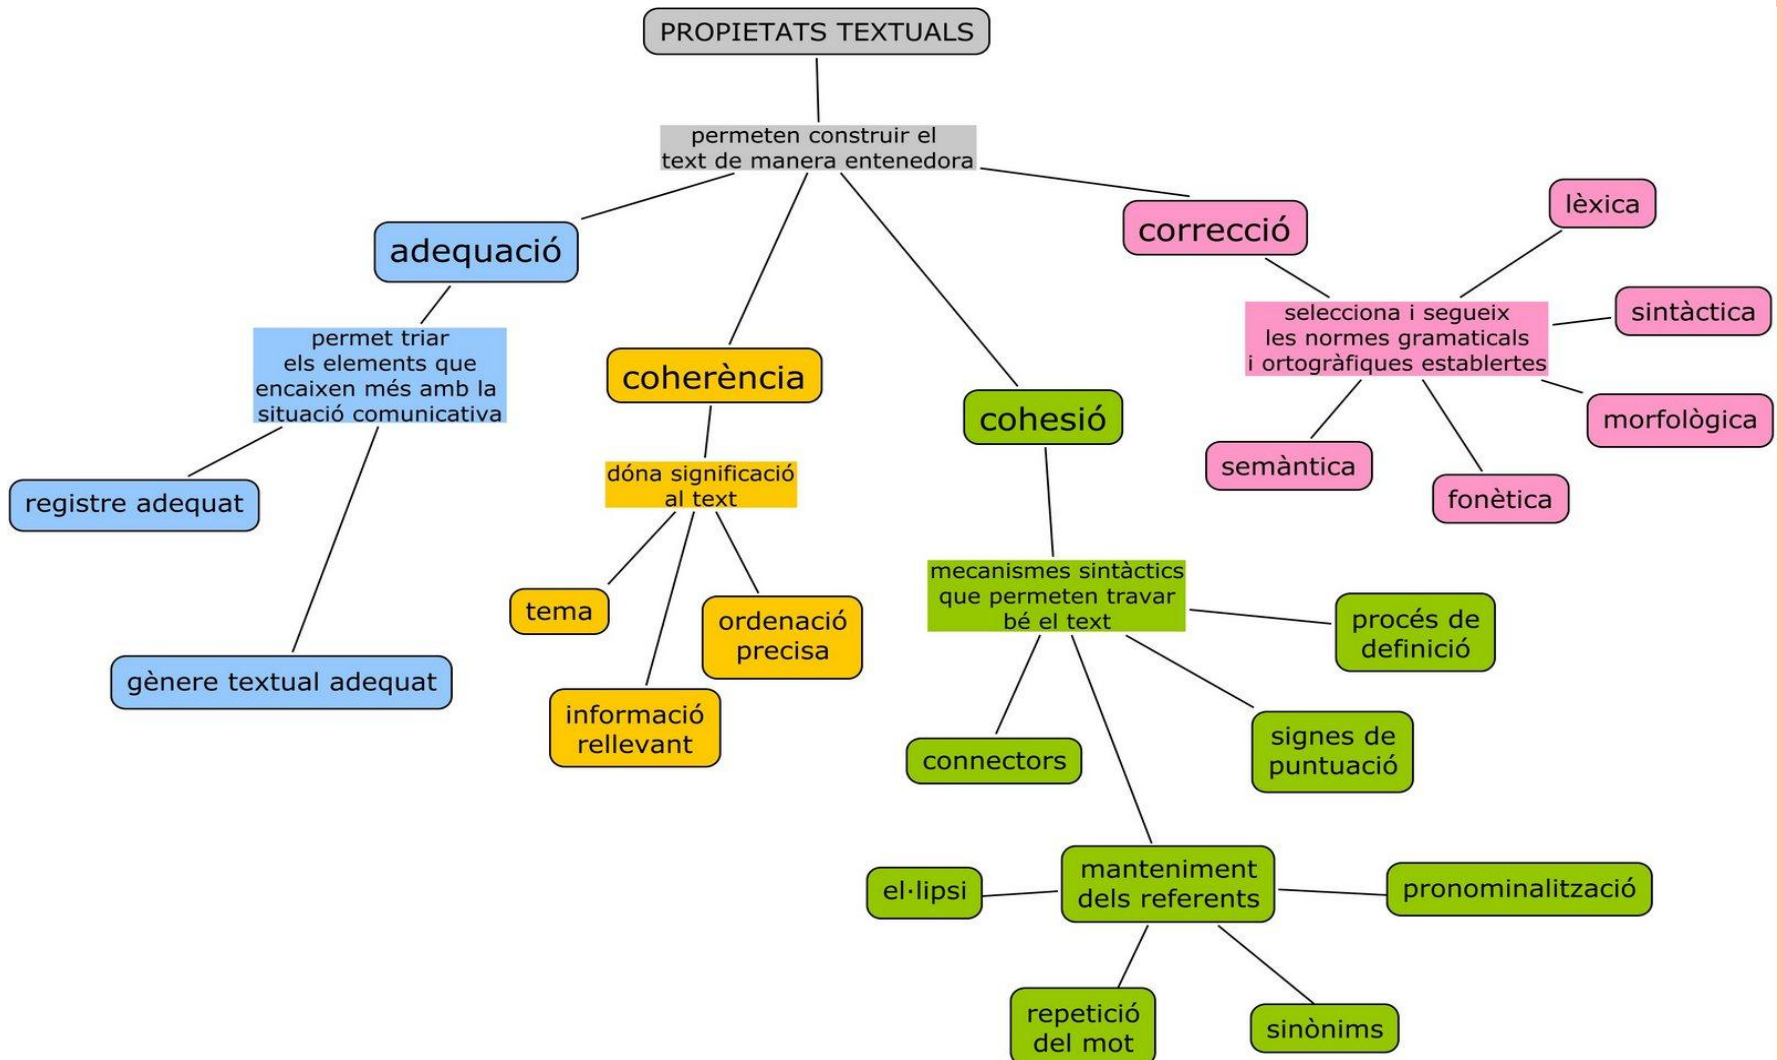 PROPIETATS TEXTUALS
permeten construir el
text de manera entenedora
adequació
permet triar
els elements que
encaixen més amb la
situació comunicativa
registre adequat
gènere textual adequat
coherència
dóna significació
al text
tema
informació
rellevant
ordenació
precisa
cohesió
mecanismes sintàctics
que permeten travar
bé el text
connectors
manteniment
dels referents
el·lipsi
repetició
del mot
sinònims
pronominalització
signes de
puntuació
procés de
definició
correcció
selecciona i segueix
les normes gramaticals
i ortogràfiques establertes
lèxica
sintàctica
morfològica
fonètica
semàntica